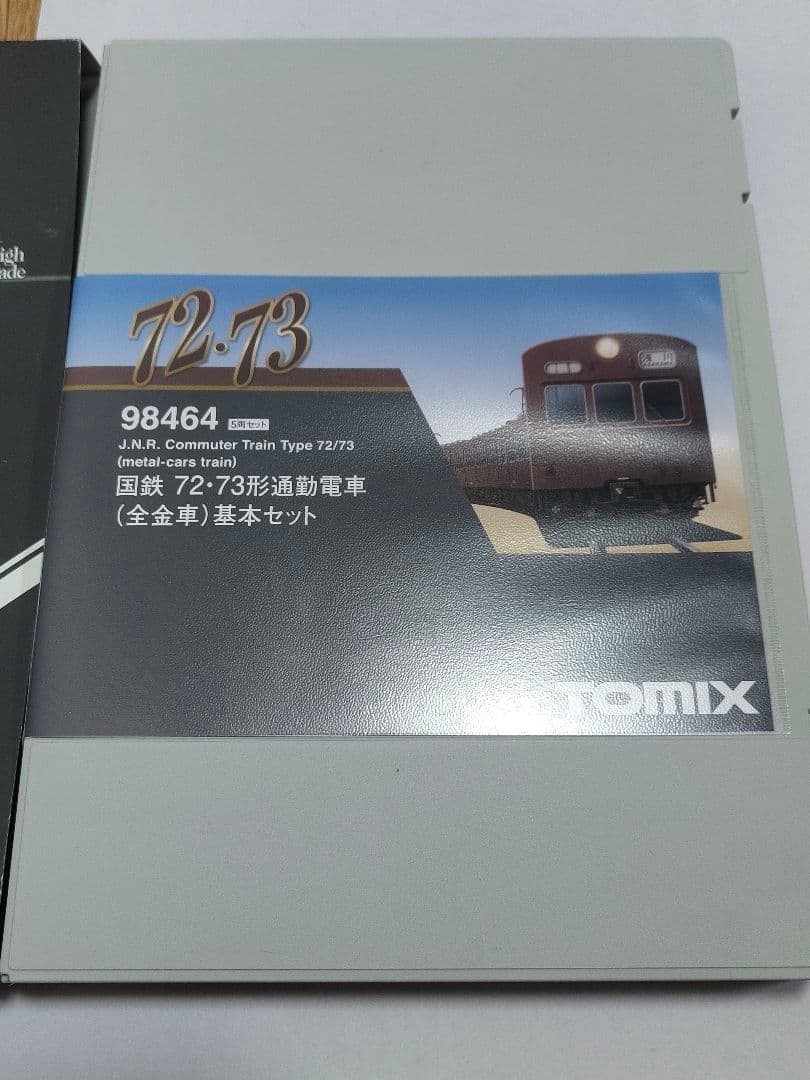 72・73
98464 5両セット
J.N.R. Commuter Train Type 72/73
(metal-cars train)
国鉄 72・73形通勤電車
(全金車)基本セット
TOMIX